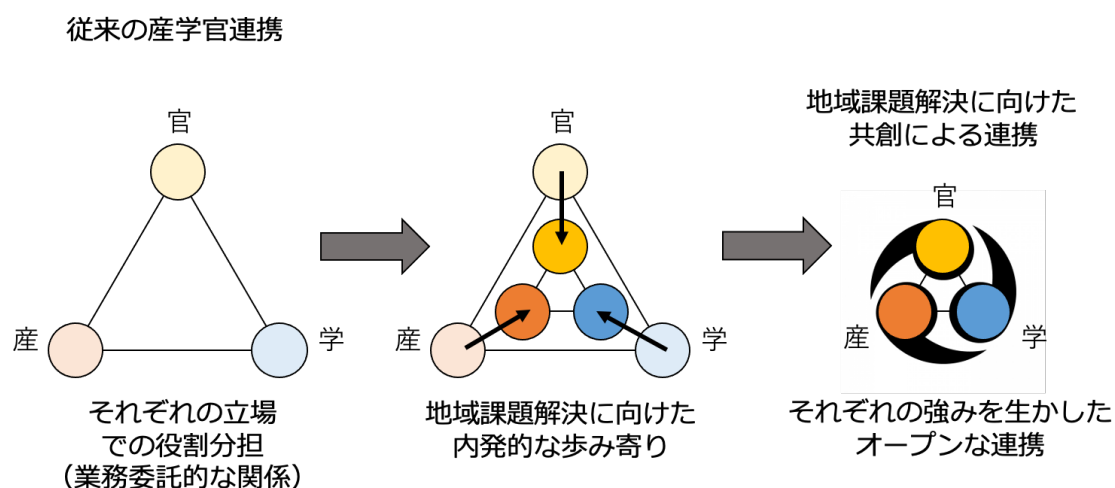 従来の産学官連携
官
産
学
それぞれの立場
での役割分担
（業務委託的な関係）
官
産
学
地域課題解決に向けた
内発的な歩み寄り
地域課題解決に向けた
共創による連携
官
産
学
それぞれの強みを生かした
オープンな連携